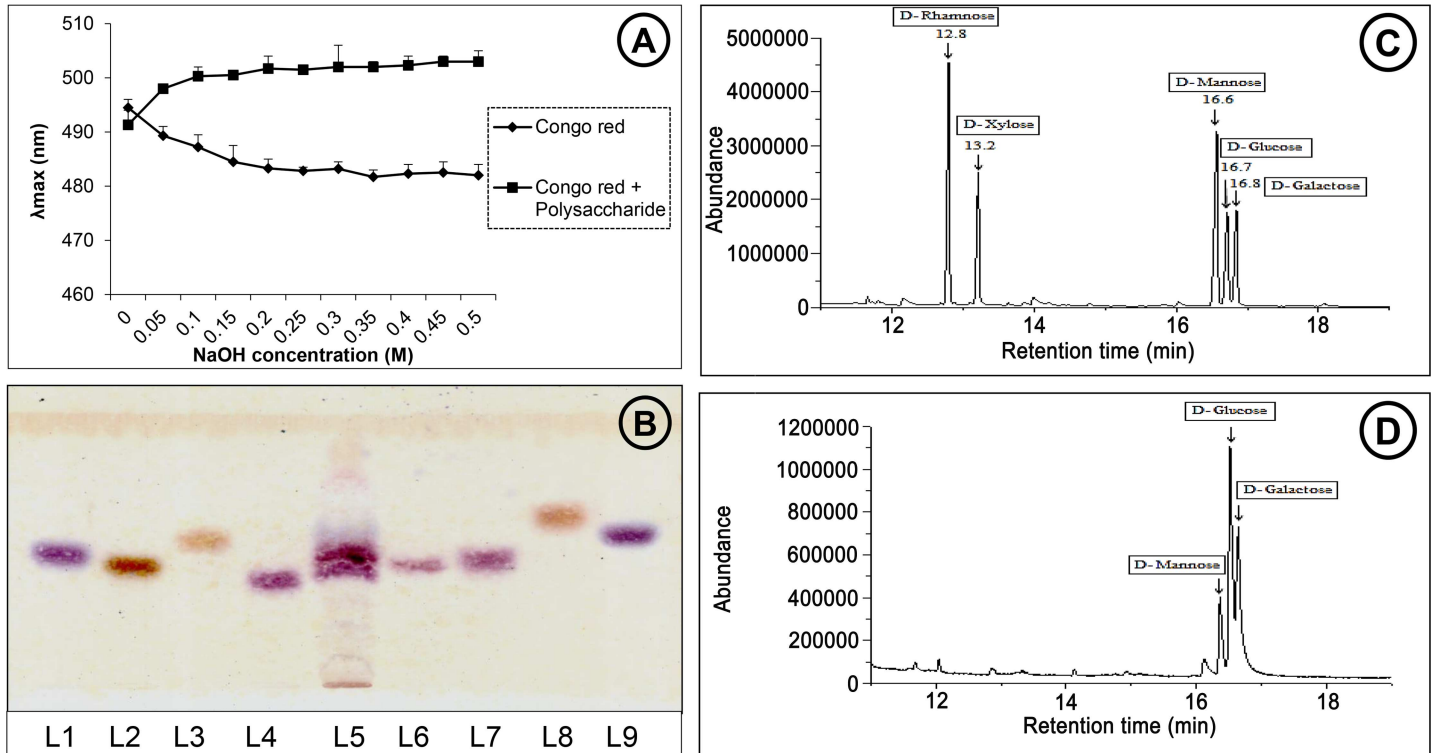 A
510
500
490
480
470
460
λmax (nm)
0
0.05
0.1
0.15
0.2
0.25
0.3
0.35
0.4
0.45
0.5
NaOH concentration (M)
Congo red
Congo red +
Polysaccharide
B
L1 L2 L3 L4 L5 L6 L7 L8 L9
C
5000000
4000000
3000000
2000000
1000000
0
Abundance
D-Rhamnose
12.8
D-Xylose
13.2
D-Mannose
16.6
D-Glucose
16.7
16.8
D-Galactose
12 14 16 18
Retention time (min)
D
1200000
1000000
800000
600000
400000
200000
0
Abundance
D-Glucose
D-Galactose
D-Mannose
12 14 16 18
Retention time (min)